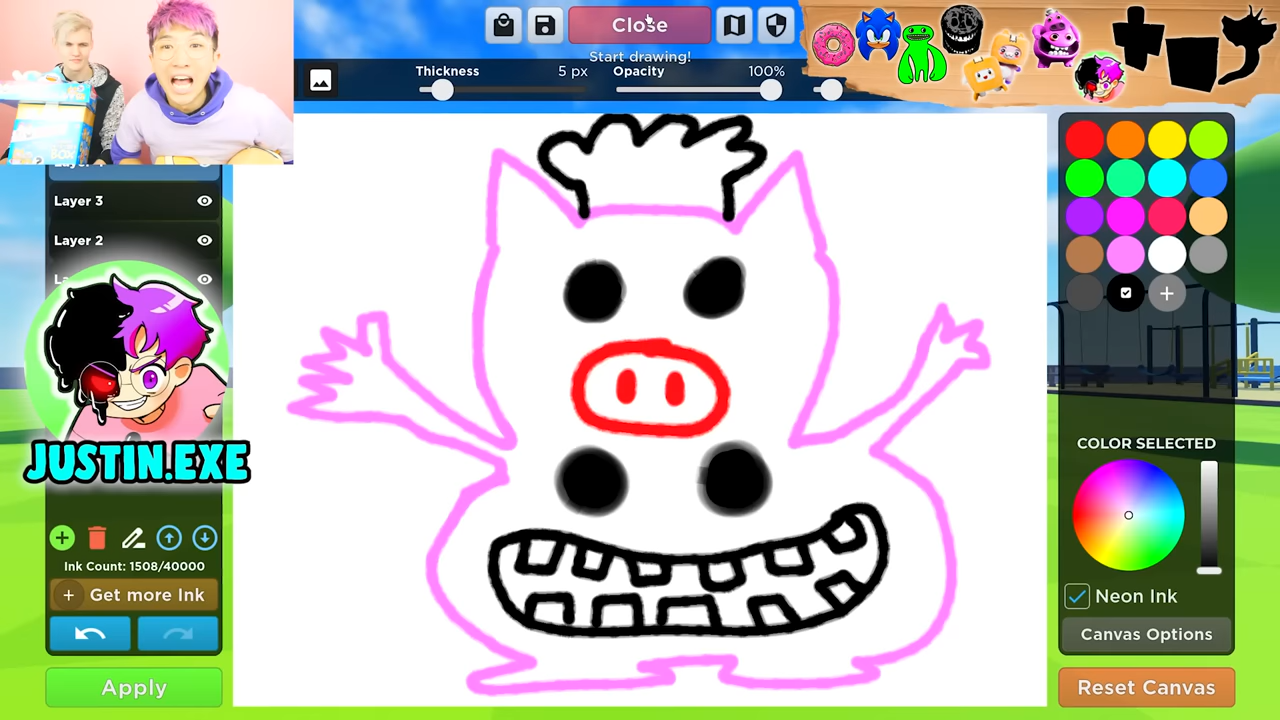 Close
Start drawing!
Thickness
5 px
Opacity
100%
Layer 3
Layer 2
JUSTIN.EXE
Ink Count: 1508/40000
+ Get more Ink
Apply
COLOR SELECTED
Neon Ink
Canvas Options
Reset Canvas